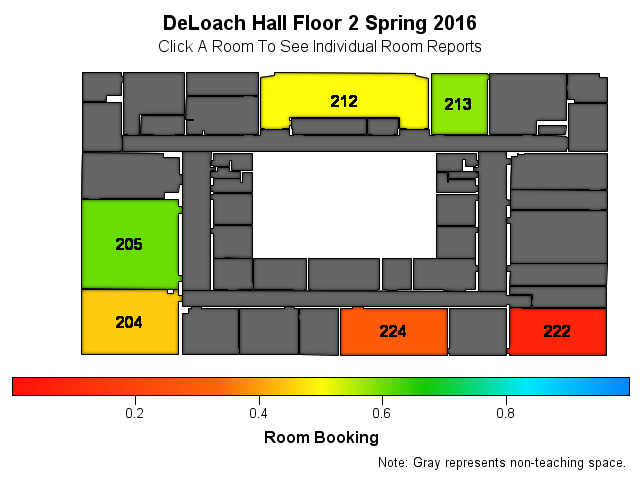 DeLoach Hall Floor 2 Spring 2016
Click A Room To See Individual Room Reports
212
213
205
204
224
222
0.2 0.4 0.6 0.8
Room Booking
Note: Gray represents non-teaching space.